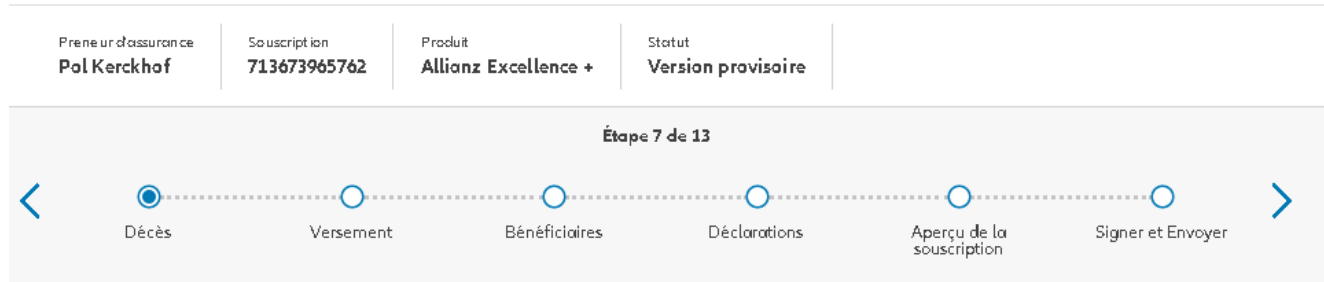 Preneur d'assurance
Pol Kerckhof
Souscription
713673965762
Produit
Allianz Excellence +
Statut
Version provisoire
Étape 7 de 13
Décès
Versement
Bénéficiaires
Déclarations
Aperçu de la
souscription
Signer et Envoyer